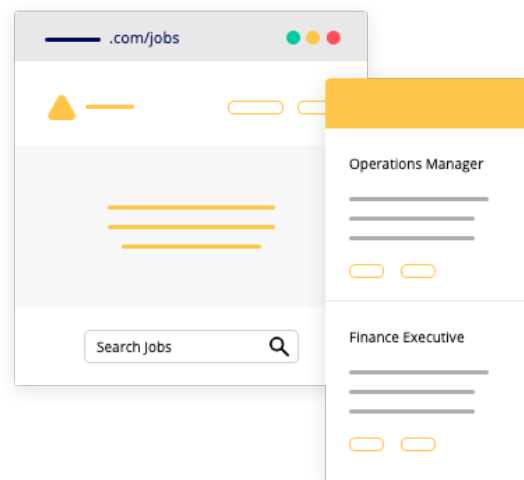 .com/jobs
Search Jobs
Operations Manager
Finance Executive